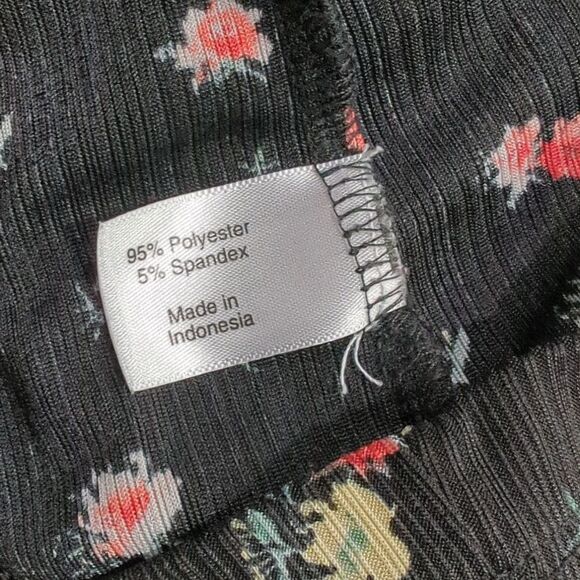 95% Polyester
5% Spandex
Made in
Indonesia